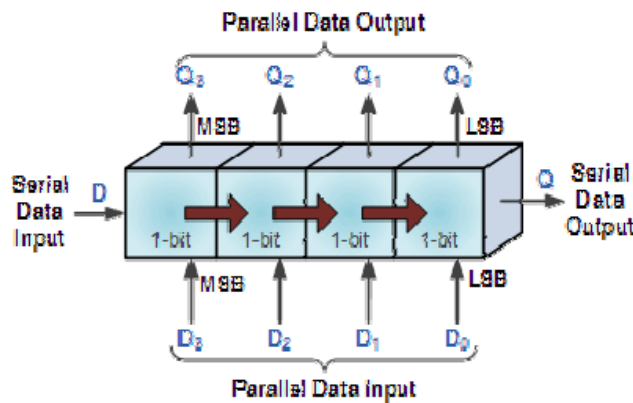 Parallel Data Output
Q₃ Q₂ Q₁ Q₀
MSB LSB
Serial Data Input
D
Q
Serial Data Output
1-bit 1-bit 1-bit 1-bit
MSB LSB
D₃ D₂ D₁ D₀
Parallel Data Input